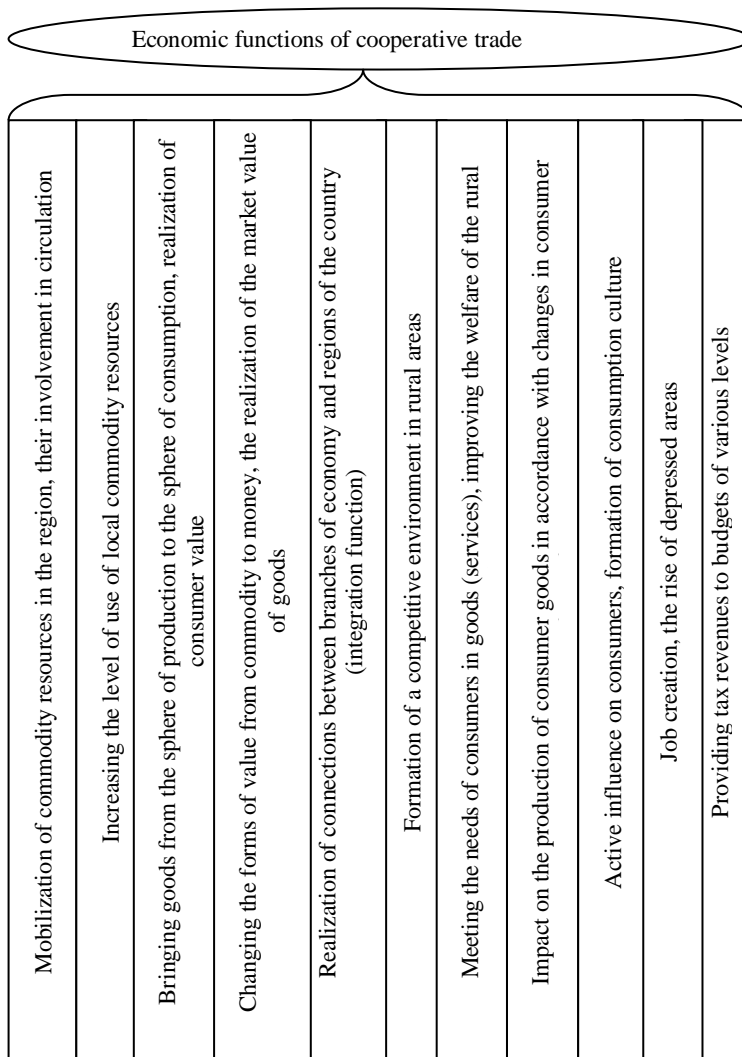 Economic functions of cooperative trade
Mobilization of commodity resources in the region, their involvement in circulation
Increasing the level of use of local commodity resources
Bringing goods from the sphere of production to the sphere of consumption, realization of
consumer value
Changing the forms of value from commodity to money, the realization of the market value
of goods
Realization of connections between branches of economy and regions of the country
(integration function)
Formation of a competitive environment in rural areas
Meeting the needs of consumers in goods (services), improving the welfare of the rural
Impact on the production of consumer goods in accordance with changes in consumer
Active influence on consumers, formation of consumption culture
Job creation, the rise of depressed areas
Providing tax revenues to budgets of various levels